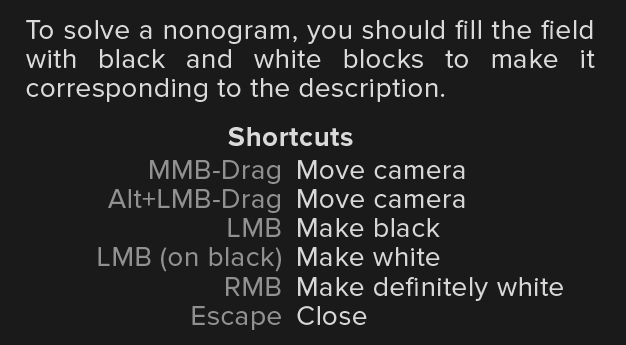 To solve a nonogram, you should fill the field
with black and white blocks to make it
corresponding to the description.
Shortcuts
MMB-Drag Move camera
Alt+LMB-Drag Move camera
LMB Make black
LMB (on black) Make white
RMB Make definitely white
Escape Close